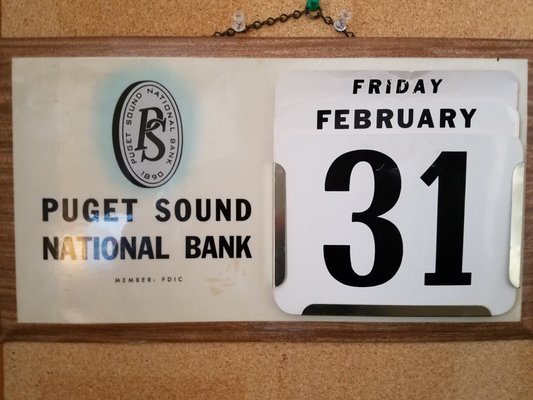 PUGET SOUND NATIONAL BANK
PS
1890
PUGET SOUND
NATIONAL BANK
MEMBER: FDIC
FRIDAY
FEBRUARY
31